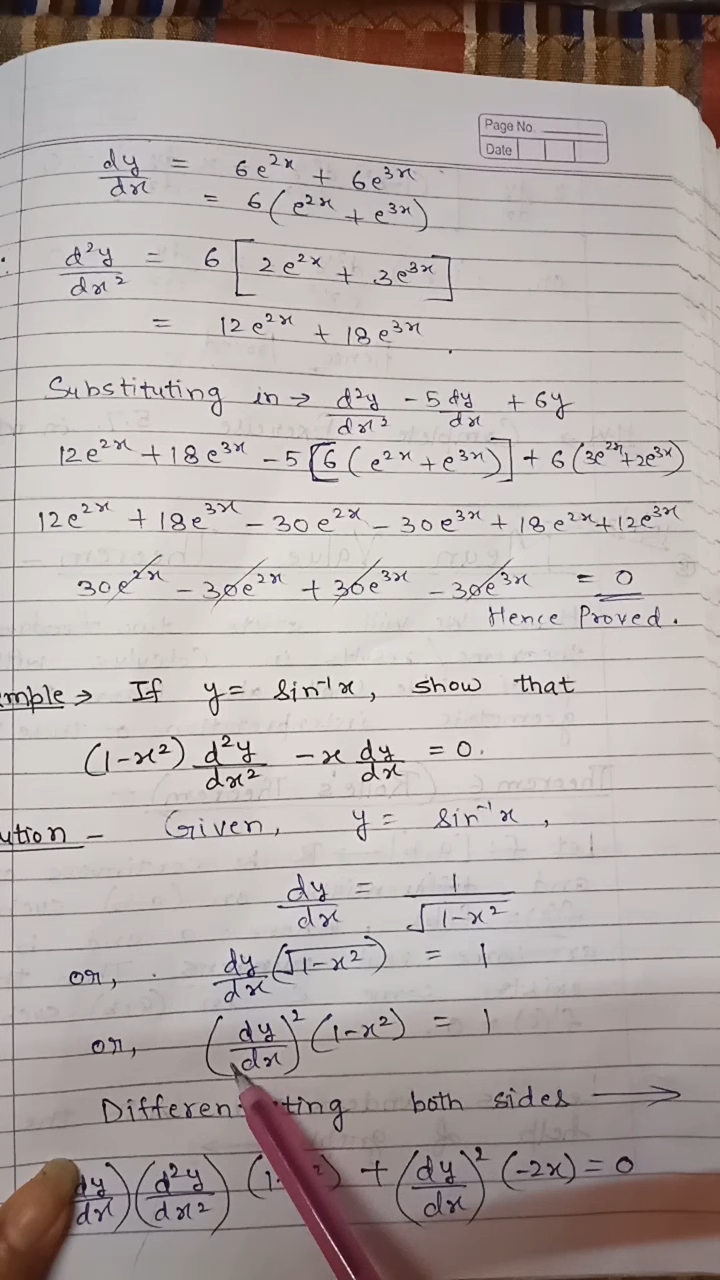 Page No.
Date
dy/dx = 6e^2x + 6e^3x
= 6(e^2x + e^3x)
d²y/dx² = 6[2e^2x + 3e^3x]
= 12e^2x + 18e^3x.
Substituting in → d²y/dx² - 5dy/dx + 6y
12e^2x + 18e^3x - 5[6(e^2x + e^3x)] + 6(3e^2x + 2e^3x)
12e^2x + 18e^3x - 30e^2x - 30e^3x + 18e^2x + 12e^3x
30e^2x - 30e^2x + 30e^3x - 30e^3x = 0
Hence Proved.
mple → If y = sin⁻¹x, show that
(1-x²) d²y/dx² - x dy/dx = 0.
ution - Given, y = sin⁻¹x,
dy/dx = 1/√(1-x²)
or, dy/dx (√(1-x²)) = 1
or, (dy/dx)² (1-x²) = 1
Differen ting both sides →
dy/dx) (d²y/dx²) (1- ²) + (dy/dx)² (-2x) = 0